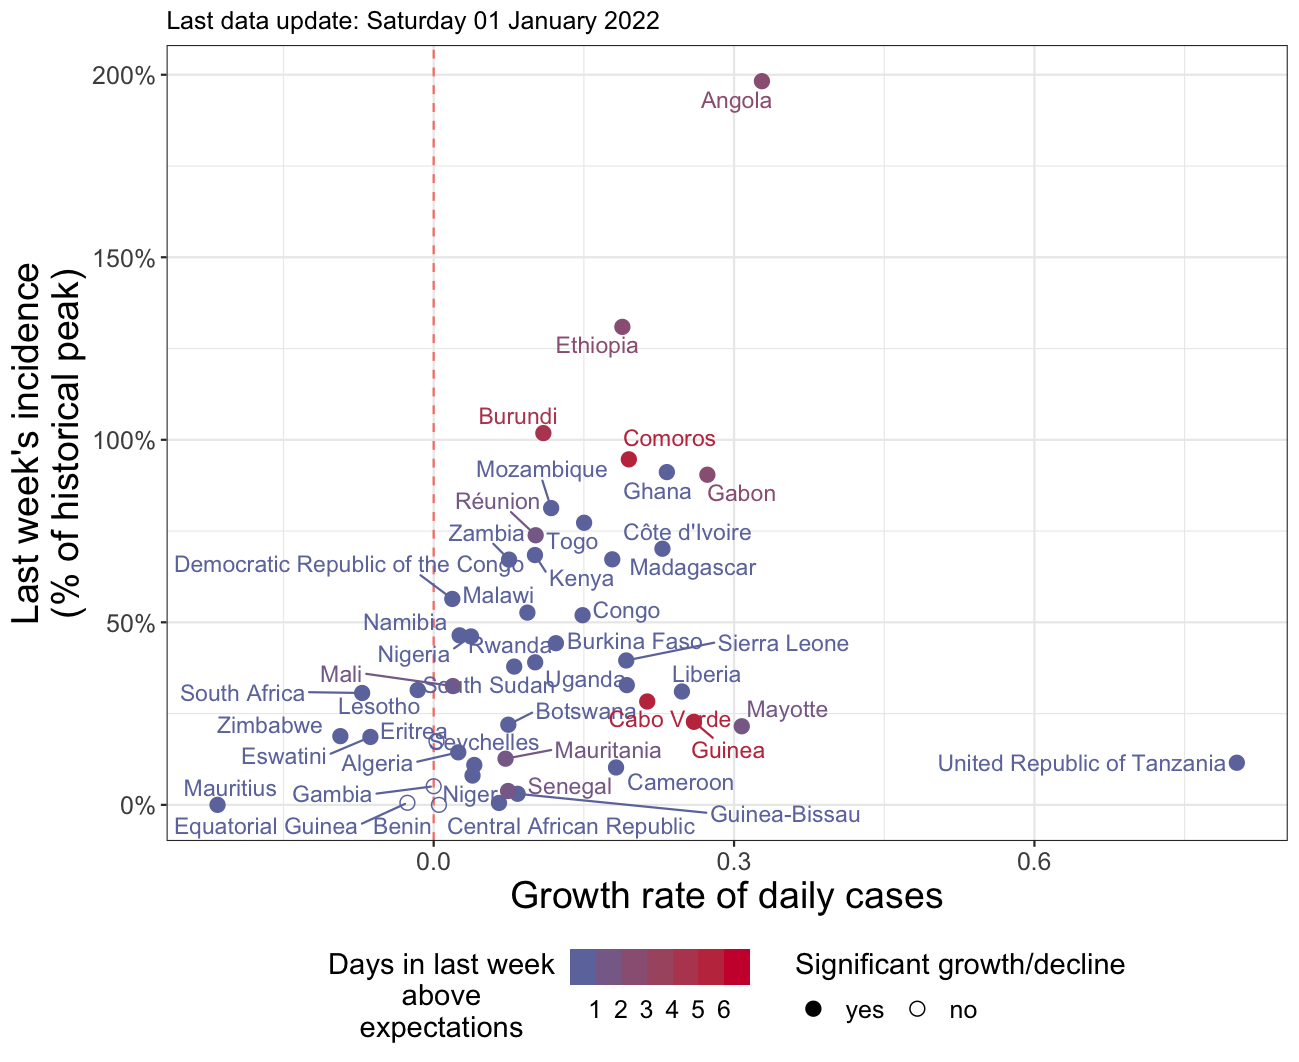 Last data update: Saturday 01 January 2022
Last week's incidence
(% of historical peak)
200%
150%
100%
50%
0%
Angola
Ethiopia
Burundi
Comoros
Mozambique
Ghana
Gabon
Réunion
Zambia
Togo
Côte d'Ivoire
Democratic Republic of the Congo
Kenya
Madagascar
Malawi
Congo
Namibia
Nigeria
Rwanda
Burkina Faso
Sierra Leone
Mali
South Sudan
Uganda
Liberia
South Africa
Lesotho
Botswana
Cabo Verde
Mayotte
Zimbabwe
Eritrea
Seychelles
Eswatini
Algeria
Mauritania
Guinea
United Republic of Tanzania
Mauritius
Gambia
Niger
Senegal
Cameroon
Guinea-Bissau
Equatorial Guinea
Benin
Central African Republic
0.0
0.3
0.6
Growth rate of daily cases
Days in last week
above
expectations
1 2 3 4 5 6
Significant growth/decline
yes
no